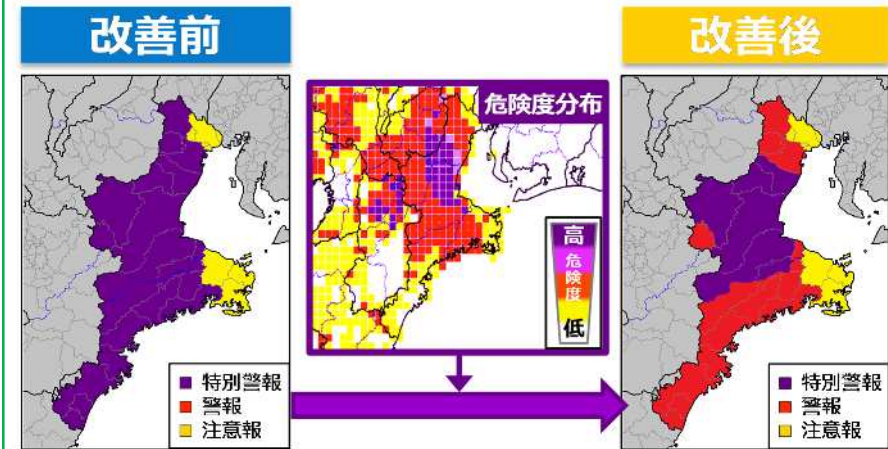 改善前
改善後
危険度分布
高
危険度
低
特別警報
警報
注意報
特別警報
警報
注意報